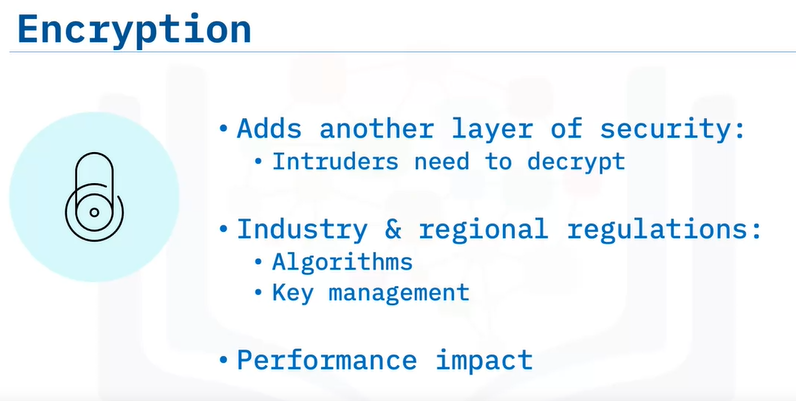 Encryption
• Adds another layer of security:
• Intruders need to decrypt
• Industry & regional regulations:
• Algorithms
• Key management
• Performance impact